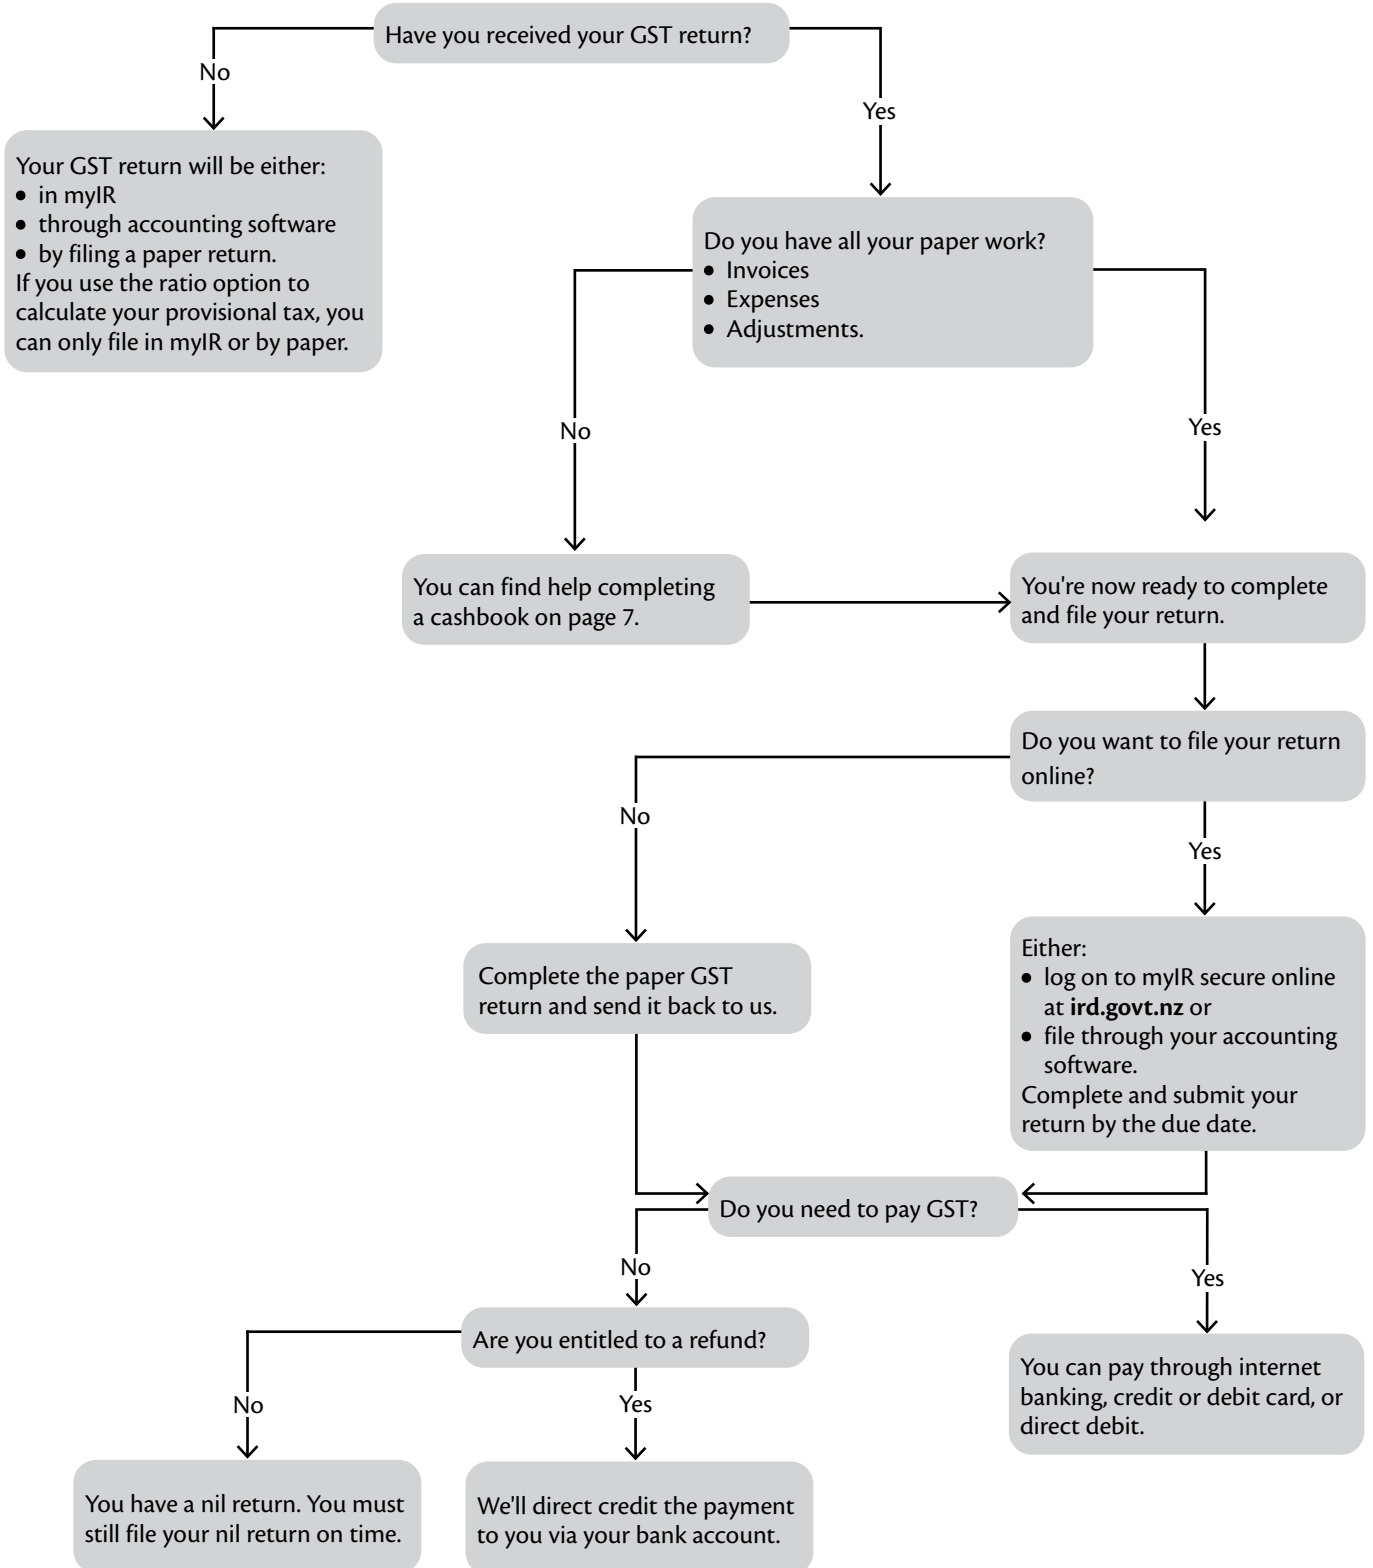 Have you received your GST return?
No
Yes
Your GST return will be either:
• in myIR
• through accounting software
• by filing a paper return.
If you use the ratio option to
calculate your provisional tax, you
can only file in myIR or by paper.
Do you have all your paper work?
• Invoices
• Expenses
• Adjustments.
No
Yes
You can find help completing
a cashbook on page 7.
You're now ready to complete
and file your return.
Do you want to file your return
online?
No
Yes
Complete the paper GST
return and send it back to us.
Either:
• log on to myIR secure online
at ird.govt.nz or
• file through your accounting
software.
Complete and submit your
return by the due date.
Do you need to pay GST?
No
Yes
Are you entitled to a refund?
You can pay through internet
banking, credit or debit card, or
direct debit.
No
Yes
You have a nil return. You must
still file your nil return on time.
We'll direct credit the payment
to you via your bank account.